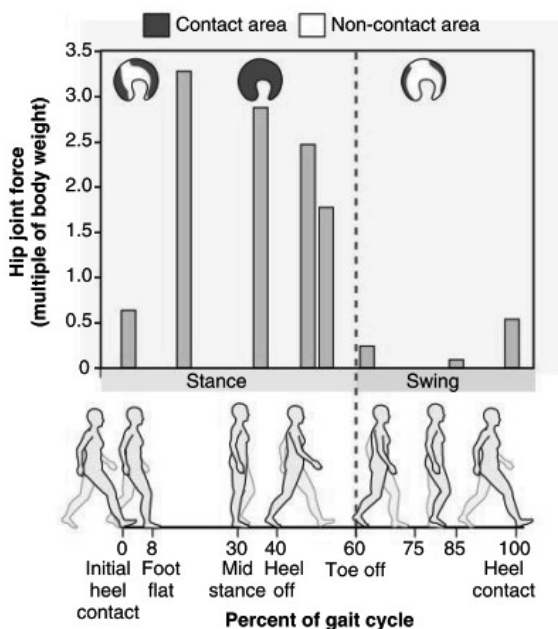 Contact area Non-contact area
Hip joint force
(multiple of body weight)
3.5
3.0
2.5
2.0
1.5
1.0
0.5
0
Stance Swing
0 8 30 40 60 75 85 100
Initial heel contact
Foot flat
Mid stance
Heel off
Toe off
Heel contact
Percent of gait cycle